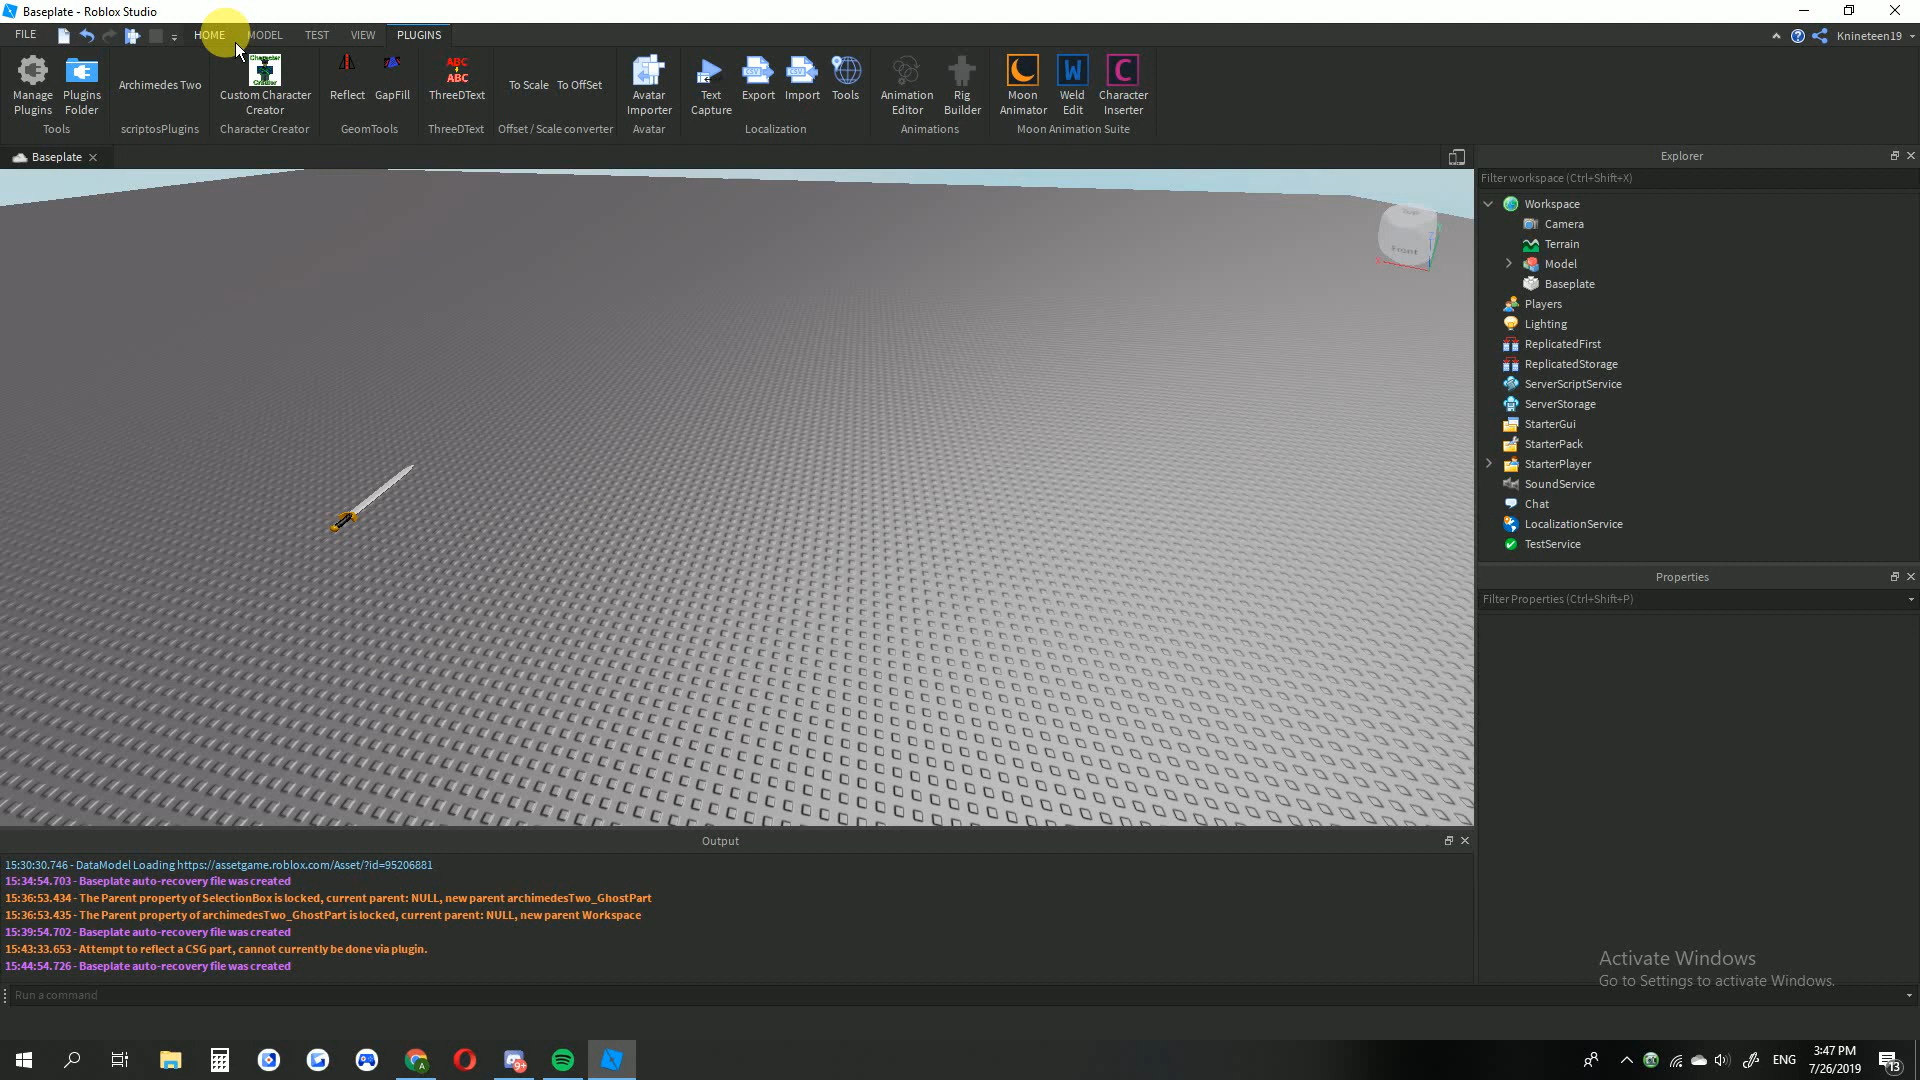 Baseplate - Roblox Studio
FILE HOME MODEL TEST VIEW PLUGINS
Knineteen19
Manage Plugins
Plugins Folder
Tools
Archimedes Two
scriptosPlugins
Custom Character Creator
Character Creator
Reflect
GapFill
GeomTools
ABC
ABC
ThreeDText
ThreeDText
To Scale
To OffSet
Offset / Scale converter
Avatar Importer
Avatar
Text Capture
Export
Import
Tools
Localization
Animation Editor
Rig Builder
Animations
Moon Animator
Weld Edit
Character Inserter
Moon Animation Suite
Baseplate
Front
Explorer
Filter workspace (Ctrl+Shift+X)
Workspace
Camera
Terrain
Model
Baseplate
Players
Lighting
ReplicatedFirst
ReplicatedStorage
ServerScriptService
ServerStorage
StarterGui
StarterPack
StarterPlayer
SoundService
Chat
LocalizationService
TestService
Properties
Filter Properties (Ctrl+Shift+P)
Output
15:30:30.746 - DataModel Loading https://assetgame.roblox.com/Asset/?id=95206881
15:34:54.703 - Baseplate auto-recovery file was created
15:36:53.434 - The Parent property of SelectionBox is locked, current parent: NULL, new parent archimedesTwo_GhostPart
15:36:53.435 - The Parent property of archimedesTwo_GhostPart is locked, current parent: NULL, new parent Workspace
15:39:54.702 - Baseplate auto-recovery file was created
15:43:33.653 - Attempt to reflect a CSG part, cannot currently be done via plugin.
15:44:54.726 - Baseplate auto-recovery file was created
Activate Windows
Go to Settings to activate Windows.
Run a command
ENG
3:47 PM
7/26/2019
13